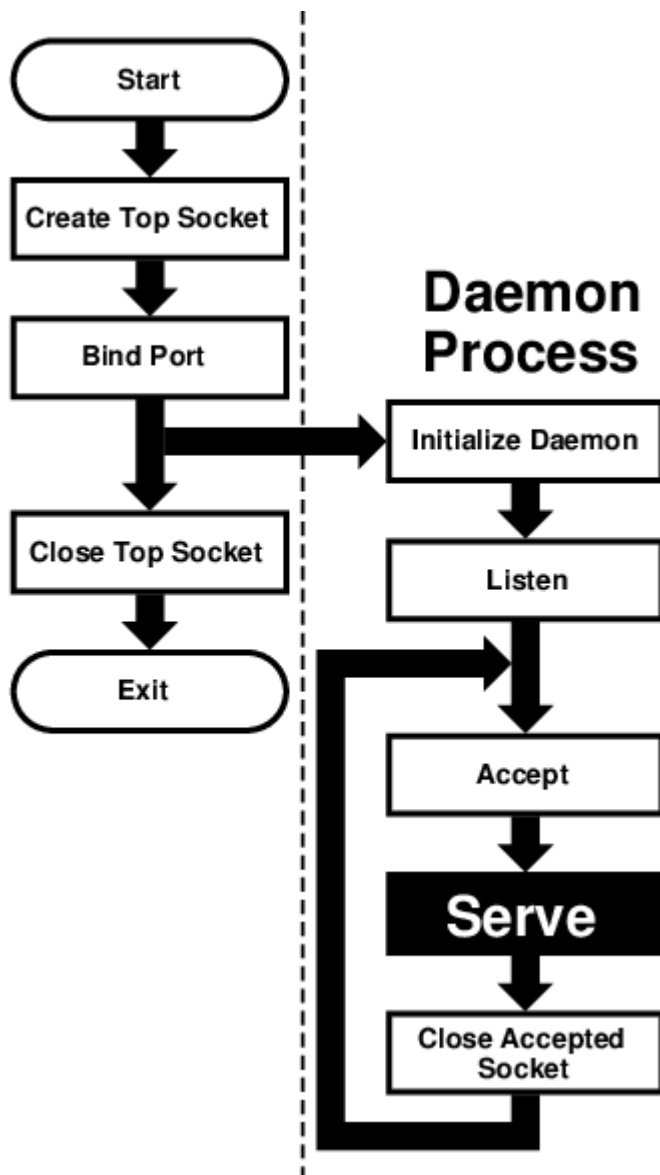 Start
Create Top Socket
Bind Port
Close Top Socket
Exit
Daemon
Process
Initialize Daemon
Listen
Accept
Serve
Close Accepted
Socket